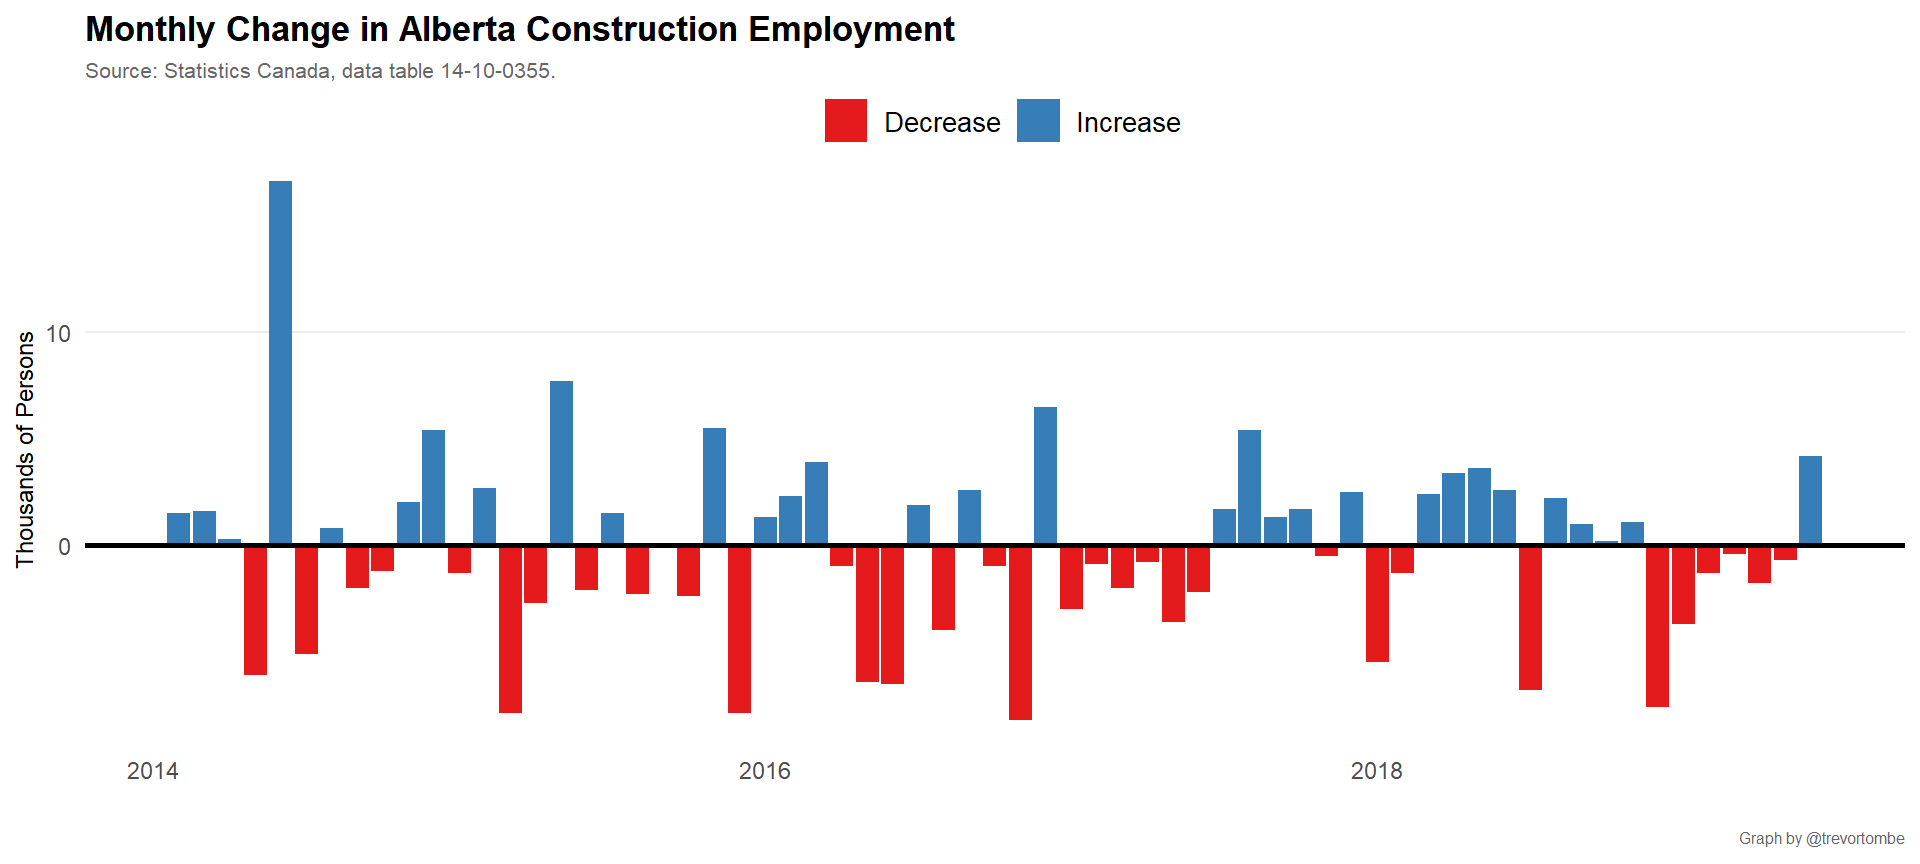 Monthly Change in Alberta Construction Employment
Source: Statistics Canada, data table 14-10-0355.
Decrease Increase
Thousands of Persons
10
0
2014 2016 2018
Graph by @trevortombe